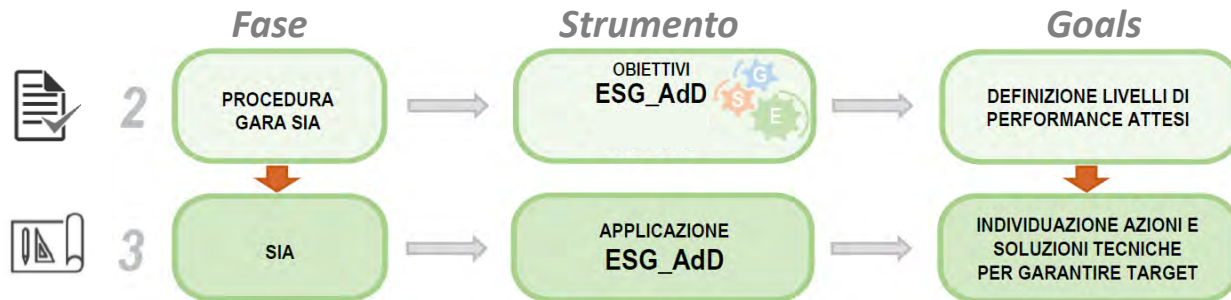 Fase
Strumento
Goals
2
PROCEDURA
GARA SIA
OBIETTIVI
ESG_AdD
G
S
E
DEFINIZIONE LIVELLI DI
PERFORMANCE ATTESI
3
SIA
APPLICAZIONE
ESG_AdD
INDIVIDUAZIONE AZIONI E
SOLUZIONI TECNICHE
PER GARANTIRE TARGET